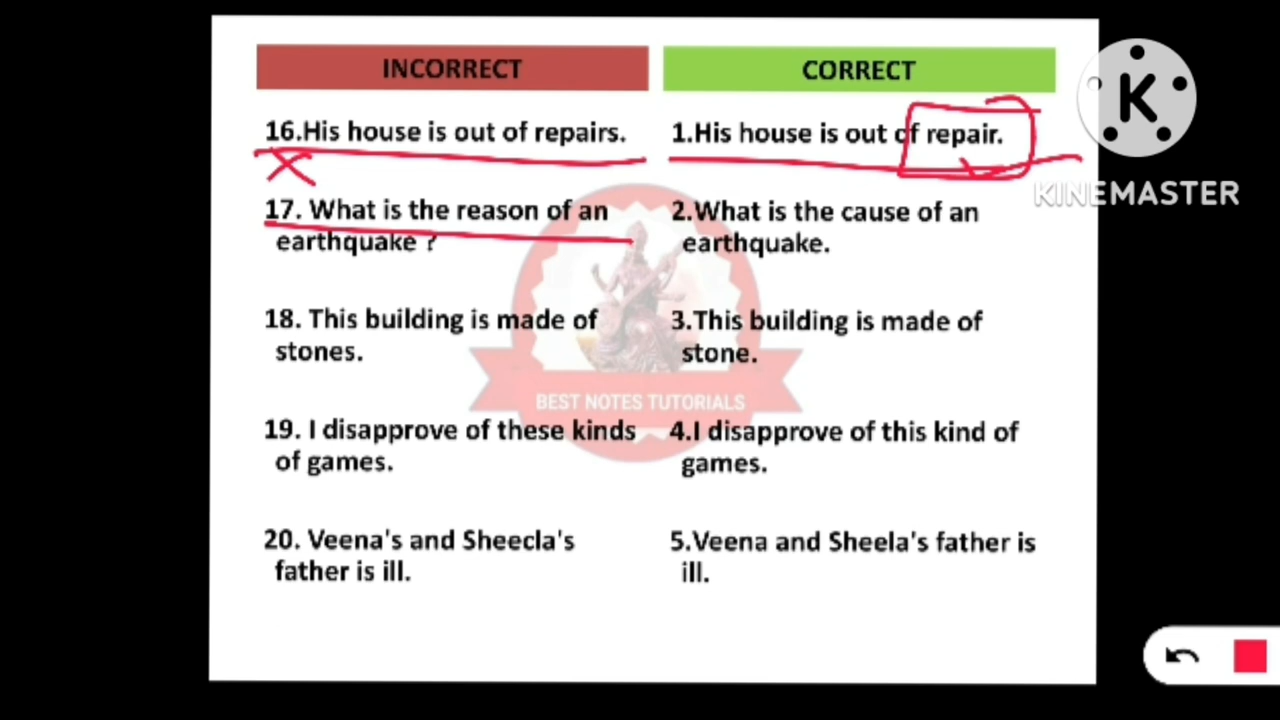 INCORRECT
CORRECT
16.His house is out of repairs.
1.His house is out of repair.
17. What is the reason of an
earthquake ?
2.What is the cause of an
earthquake.
18. This building is made of
stones.
3.This building is made of
stone.
19. I disapprove of these kinds
of games.
4.I disapprove of this kind of
games.
20. Veena's and Sheecla's
father is ill.
5.Veena and Sheela's father is
ill.
BEST NOTES TUTORIALS
K
KINEMASTER